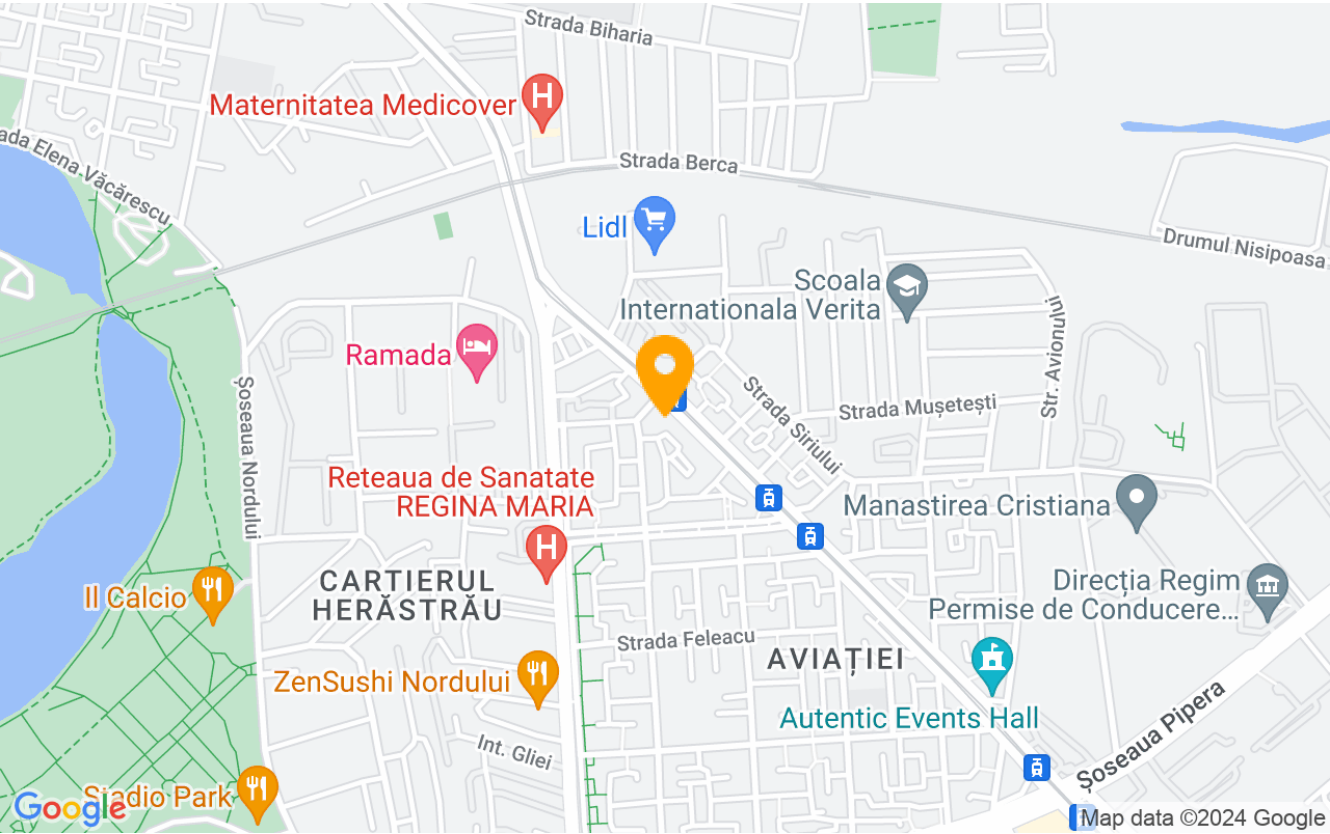 Strada Biharia
Maternitatea Medicover
H
Strada Berca
Strada Elena Văcărescu
Lidl
Drumul Nisipoasa
Scoala
Internationala Verita
Str. Avionului
Ramada
Șoseaua Nordului
Strada Siriului
Strada Mușetești
Reteaua de Sanatate
REGINA MARIA
H
Manastirea Cristiana
CARTIERUL
HERĂSTRĂU
Il Calcio
Direcția Regim
Permise de Conducere...
Strada Feleacu
AVIAȚIEI
ZenSushi Nordului
Autentic Events Hall
Șoseaua Pipera
Int. Gliei
Stadio Park
Google
Map data ©2024 Google